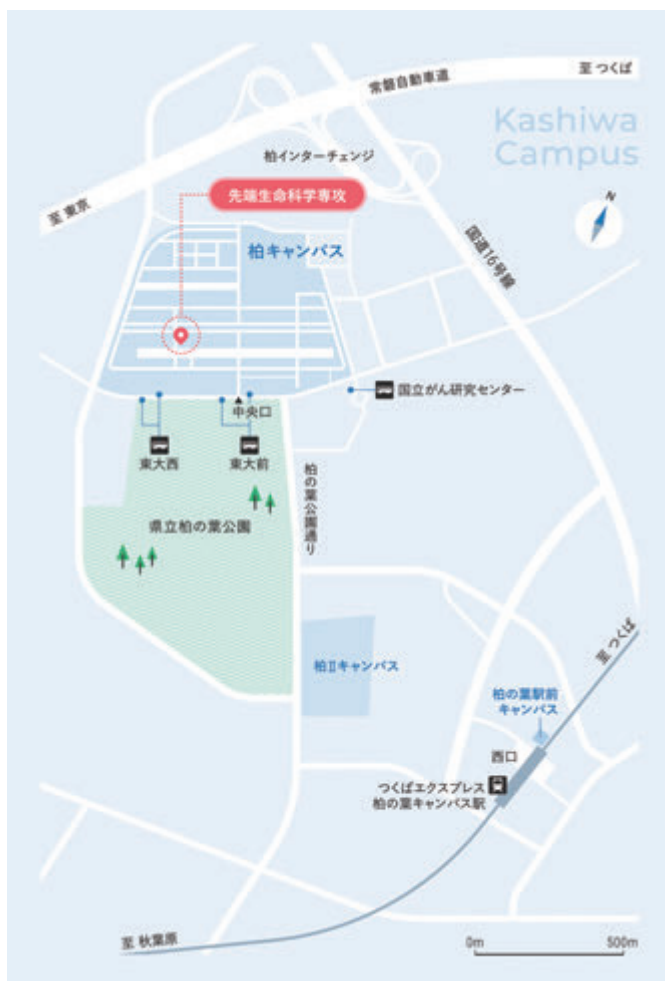 至 つくば
常磐自動車道
Kashiwa
Campus
柏インターチェンジ
N
先端生命科学専攻
至 東京
国道16号線
柏キャンパス
国立がん研究センター
中央口
東大西
東大前
柏の葉公園通り
県立柏の葉公園
至 つくば
柏Ⅱキャンパス
柏の葉駅前
キャンパス
西口
つくばエクスプレス
柏の葉キャンパス駅
至 秋葉原
0m
500m